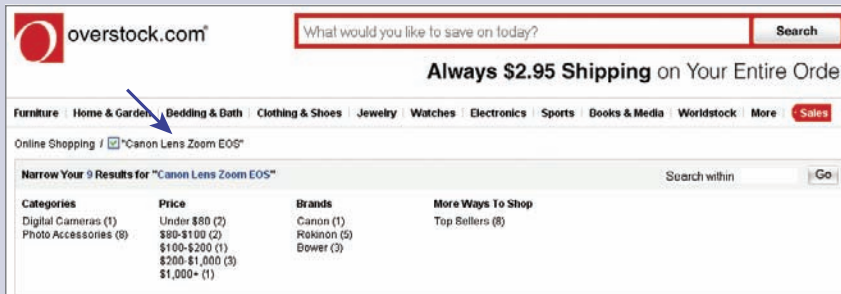 overstock.com®
What would you like to save on today? Search
Always $2.95 Shipping on Your Entire Orde
Furniture Home & Garden Bedding & Bath Clothing & Shoes Jewelry Watches Electronics Sports Books & Media Worldstock More Sales
Online Shopping / "Canon Lens Zoom EOS"
Narrow Your 9 Results for "Canon Lens Zoom EOS" Search within Go
Categories Price Brands More Ways To Shop
Digital Cameras (1) Under $80 (2) Canon (1) Top Sellers (8)
Photo Accessories (8) $80-$100 (2) Rokinon (5)
$100-$200 (1) Bower (3)
$200-$1,000 (3)
$1,000+ (1)